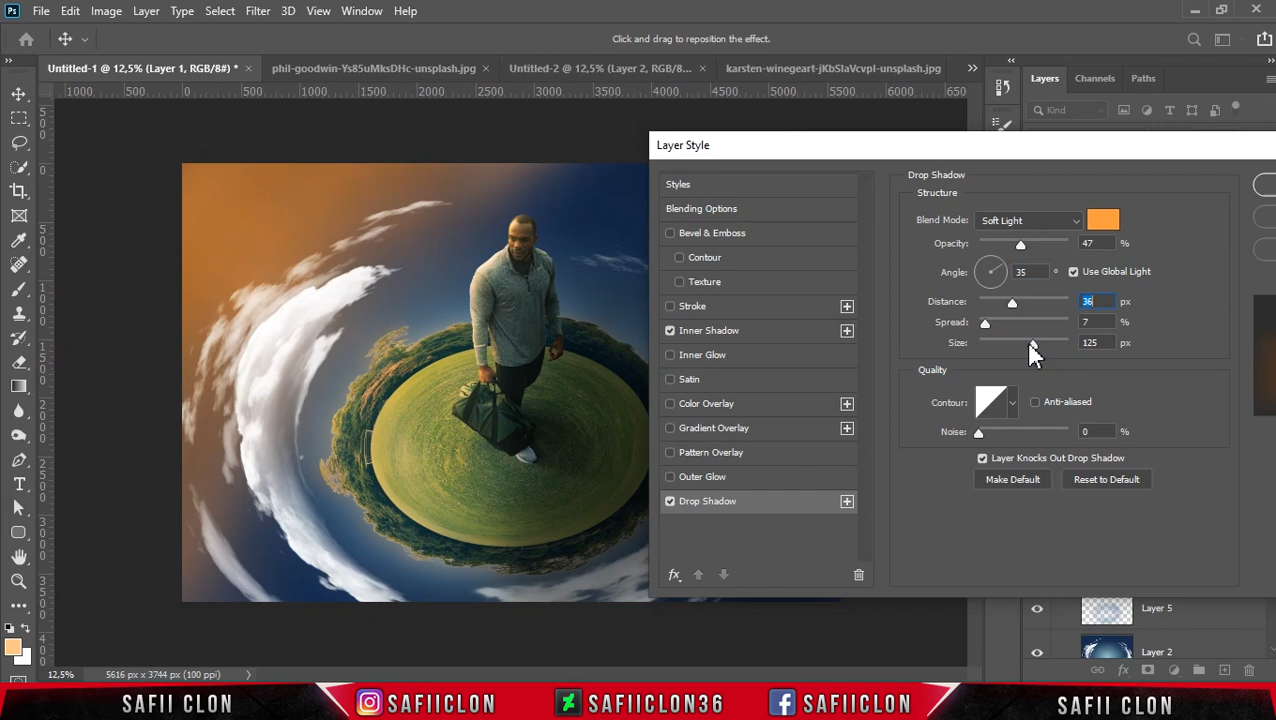 Ps File Edit Image Layer Type Select Filter 3D View Window Help
Click and drag to reposition the effect.
Untitled-1 @ 12,5% (Layer 1, RGB/8#) * × phil-goodwin-Ys85uMksDHc-unsplash.jpg × Untitled-2 @ 12,5% (Layer 2, RGB/8... × karsten-winegeart-jKbSIaVcvpI-unsplash.jpg
Layers Channels Paths
1000 500 0 500 1000 1500 2000 2500 3000 3500 4000 4500 5000 5500 6000 650
Kind
Layer Style
Styles
Blending Options
Bevel & Emboss
Contour
Texture
Stroke
Inner Shadow
Inner Glow
Satin
Color Overlay
Gradient Overlay
Pattern Overlay
Outer Glow
Drop Shadow
fx
Drop Shadow
Structure
Blend Mode: Soft Light
Opacity: 47 %
Angle: 35 ° Use Global Light
Distance: 36 px
Spread: 7 %
Size: 125 px
Quality
Contour: Anti-aliased
Noise: 0 %
Layer Knocks Out Drop Shadow
Make Default Reset to Default
Layer 5
Layer 2
fx
12,5% 5616 px x 3744 px (100 ppi)
SAFII CLON SAFIICLON SAFIICLON36 SAFIICLON SAFII CLON